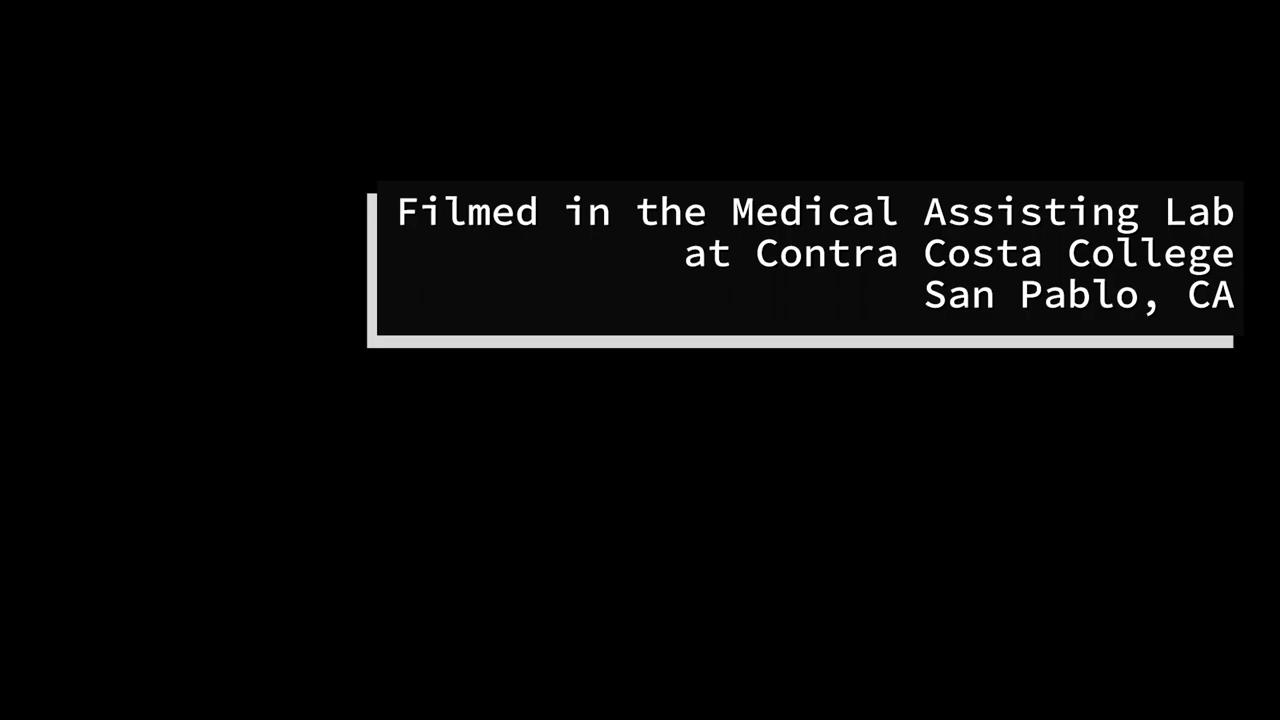 Filmed in the Medical Assisting Lab
at Contra Costa College
San Pablo, CA